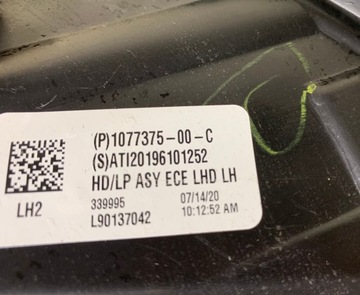 (P)1077375-00-C
(S)ATI20196101252
HD/LP ASY ECE LHD LH
LH2
339995
07/14/20
L90137042
10:12:52 AM